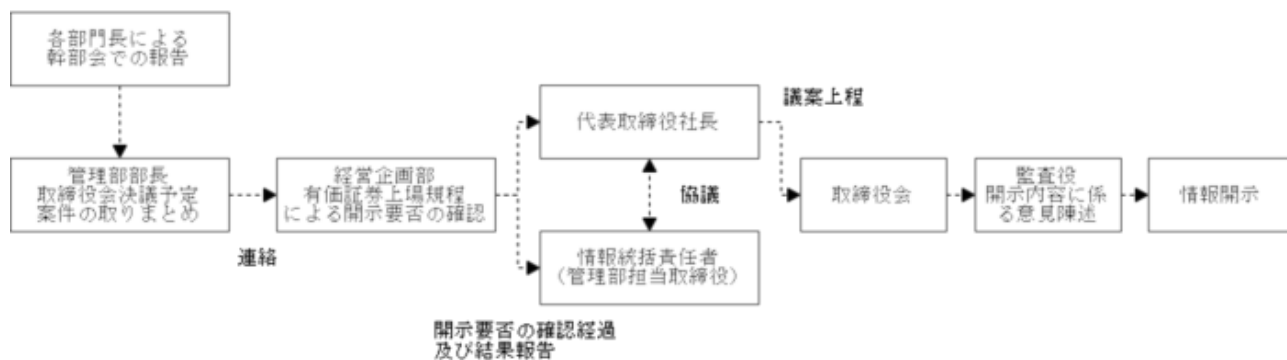 各部門長による
幹部会での報告
管理部部長
取締役会決議予定
案件の取りまとめ
連絡
経営企画部
有価証券上場規程
による開示要否の確認
開示要否の確認経過
及び結果報告
代表取締役社長
協議
情報統括責任者
（管理部担当取締役）
議案上程
取締役会
監査役
開示内容に係
る意見陳述
情報開示